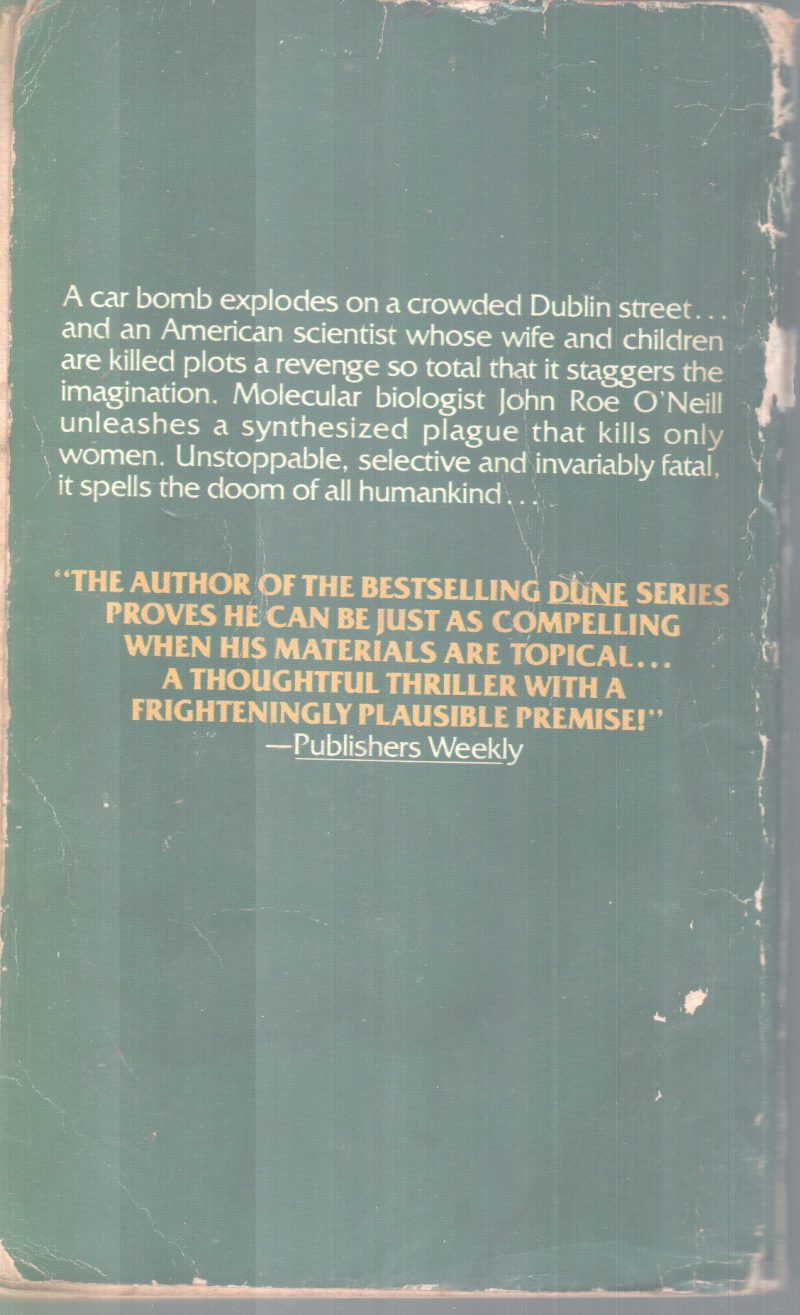 A car bomb explodes on a crowded Dublin street...
and an American scientist whose wife and children
are killed plots a revenge so total that it staggers the
imagination. Molecular biologist John Roe O'Neill
unleashes a synthesized plague that kills only
women. Unstoppable, selective and invariably fatal,
it spells the doom of all humankind...
"THE AUTHOR OF THE BESTSELLING DUNE SERIES
PROVES HE CAN BE JUST AS COMPELLING
WHEN HIS MATERIALS ARE TOPICAL...
A THOUGHTFUL THRILLER WITH A
FRIGHTENINGLY PLAUSIBLE PREMISE!"
—Publishers Weekly